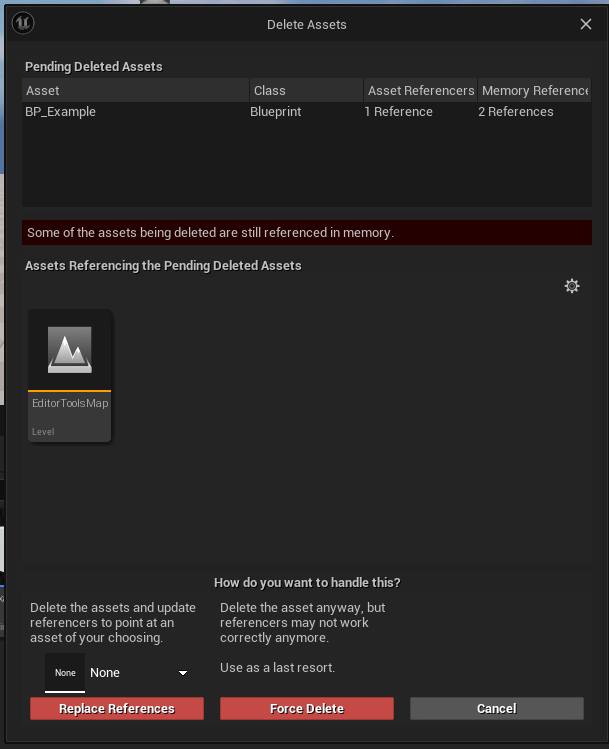 Delete Assets
Pending Deleted Assets
Asset Class Asset Referencers Memory Reference
BP_Example Blueprint 1 Reference 2 References
Some of the assets being deleted are still referenced in memory.
Assets Referencing the Pending Deleted Assets
EditorToolsMap
Level
How do you want to handle this?
Delete the assets and update
referencers to point at an
asset of your choosing.
None None
Replace References
Delete the asset anyway, but
referencers may not work
correctly anymore.
Use as a last resort.
Force Delete
Cancel